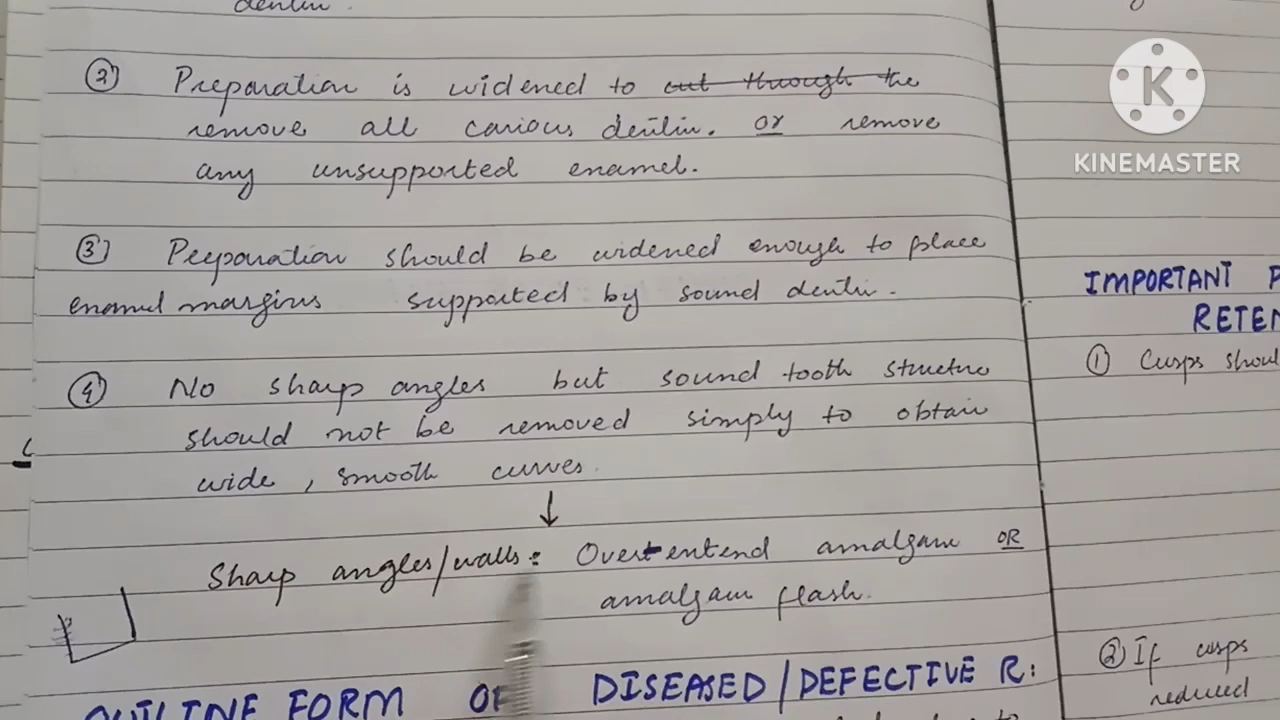 dentin.
② Preparation is widened to cut through the
remove all carious dentin. or remove
any unsupported enamel.
③ Preparation should be widened enough to place
enamel margins supported by sound dentin.
④ No sharp angles but sound tooth structure
should not be removed simply to obtain
wide, smooth curves.
↓
Sharp angles/walls: Over-extend amalgam OR
amalgam flash.
OUTLINE FORM OF DISEASED/DEFECTIVE R:
K
KINEMASTER
IMPORTANT P
RETEN
① Cusps shoul
② If cusps
reduced